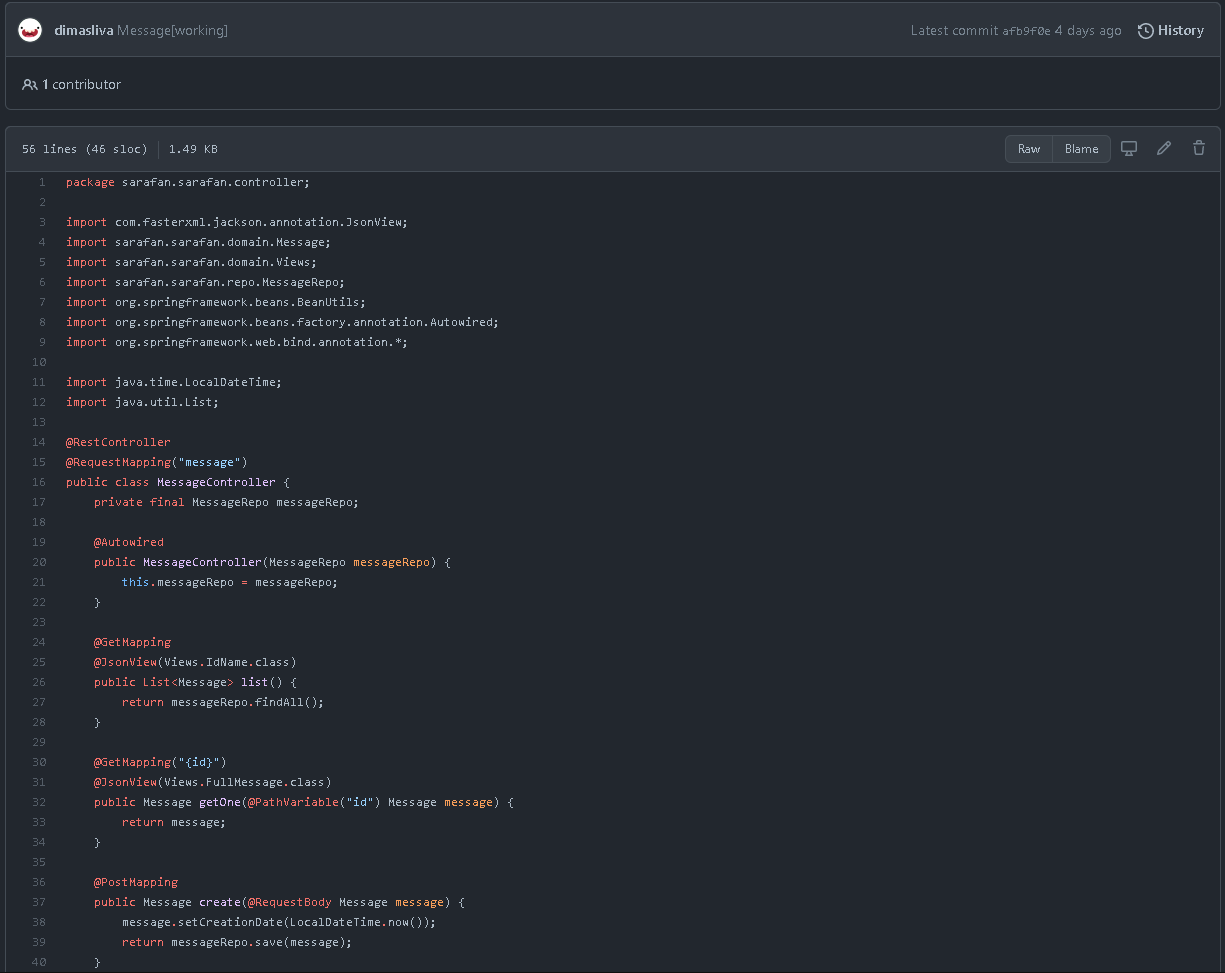 dimasliva Message[working] Latest commit afb9f0e 4 days ago History
1 contributor
56 lines (46 sloc) 1.49 KB Raw Blame
1 package sarafan.sarafan.controller;
2
3 import com.fasterxml.jackson.annotation.JsonView;
4 import sarafan.sarafan.domain.Message;
5 import sarafan.sarafan.domain.Views;
6 import sarafan.sarafan.repo.MessageRepo;
7 import org.springframework.beans.BeanUtils;
8 import org.springframework.beans.factory.annotation.Autowired;
9 import org.springframework.web.bind.annotation.*;
10
11 import java.time.LocalDateTime;
12 import java.util.List;
13
14 @RestController
15 @RequestMapping("message")
16 public class MessageController {
17     private final MessageRepo messageRepo;
18
19     @Autowired
20     public MessageController(MessageRepo messageRepo) {
21         this.messageRepo = messageRepo;
22     }
23
24     @GetMapping
25     @JsonView(Views.IdName.class)
26     public List<Message> list() {
27         return messageRepo.findAll();
28     }
29
30     @GetMapping("{id}")
31     @JsonView(Views.FullMessage.class)
32     public Message getOne(@PathVariable("id") Message message) {
33         return message;
34     }
35
36     @PostMapping
37     public Message create(@RequestBody Message message) {
38         message.setCreationDate(LocalDateTime.now());
39         return messageRepo.save(message);
40     }